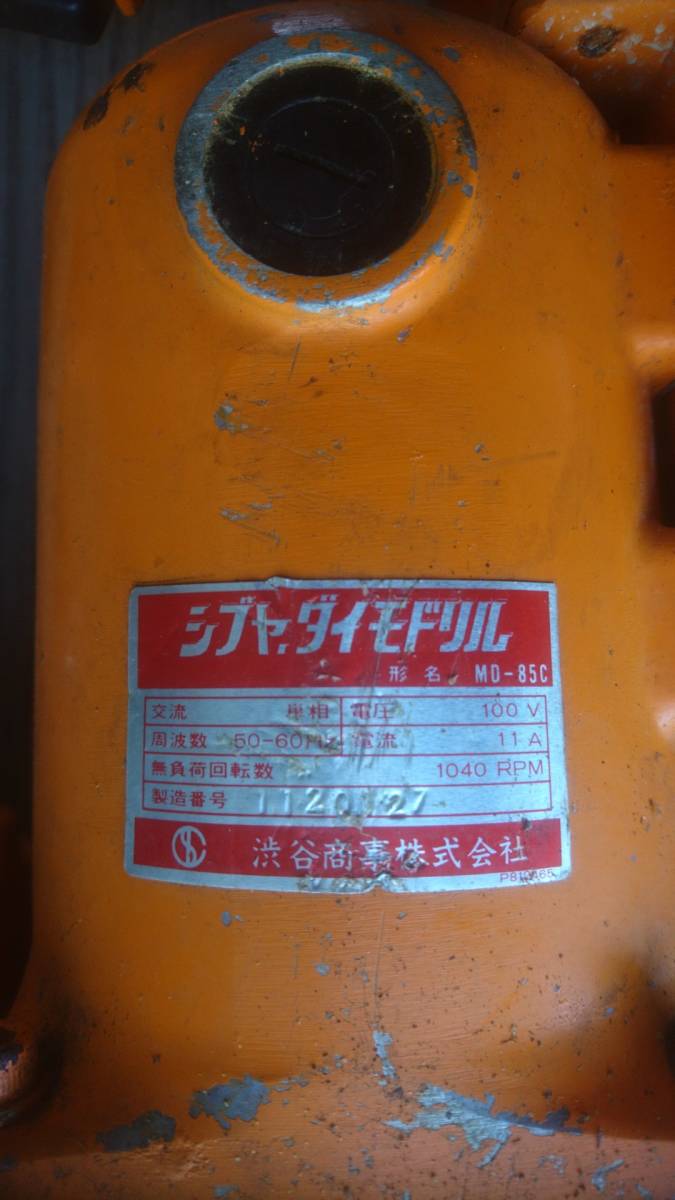 シブヤ.ダイモドリル
形名 MD-85C
交流 単相 電圧 100 V
周波数 50-60Hz 電流 11 A
無負荷回転数 1040 RPM
製造番号 1120127
渋谷商事株式会社